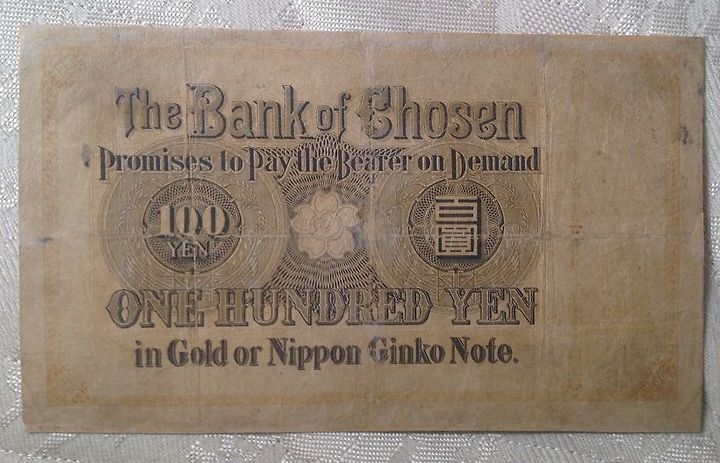 The Bank of Chosen
Promises to Pay the Bearer on Demand
100
YEN
百圓
ONE HUNDRED YEN
in Gold or Nippon Ginko Note.